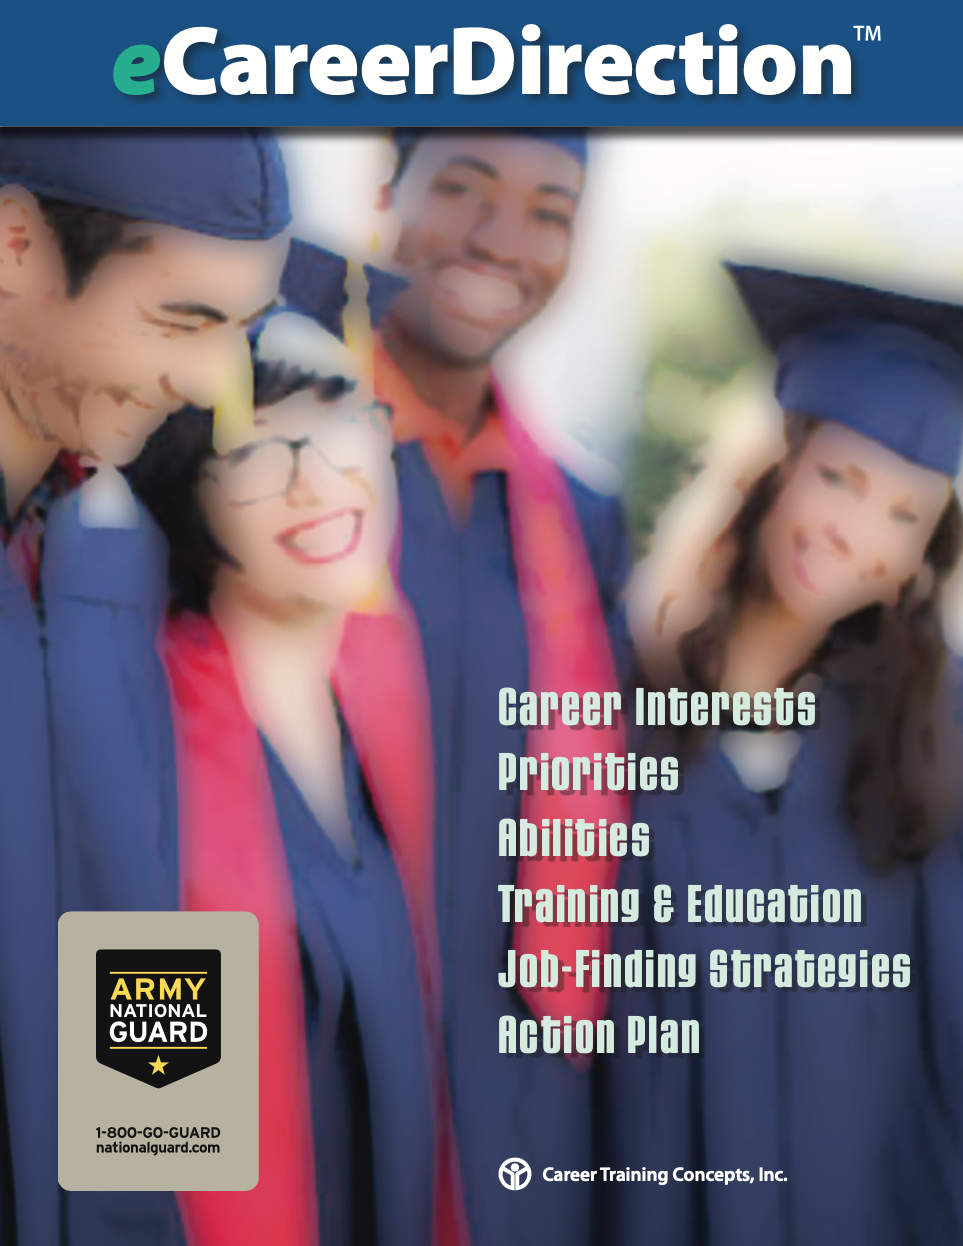 eCareerDirection™
Career Interests
Priorities
Abilities
Training & Education
Job-Finding Strategies
Action Plan
ARMY
NATIONAL
GUARD
1-800-GO-GUARD
nationalguard.com
Career Training Concepts, Inc.